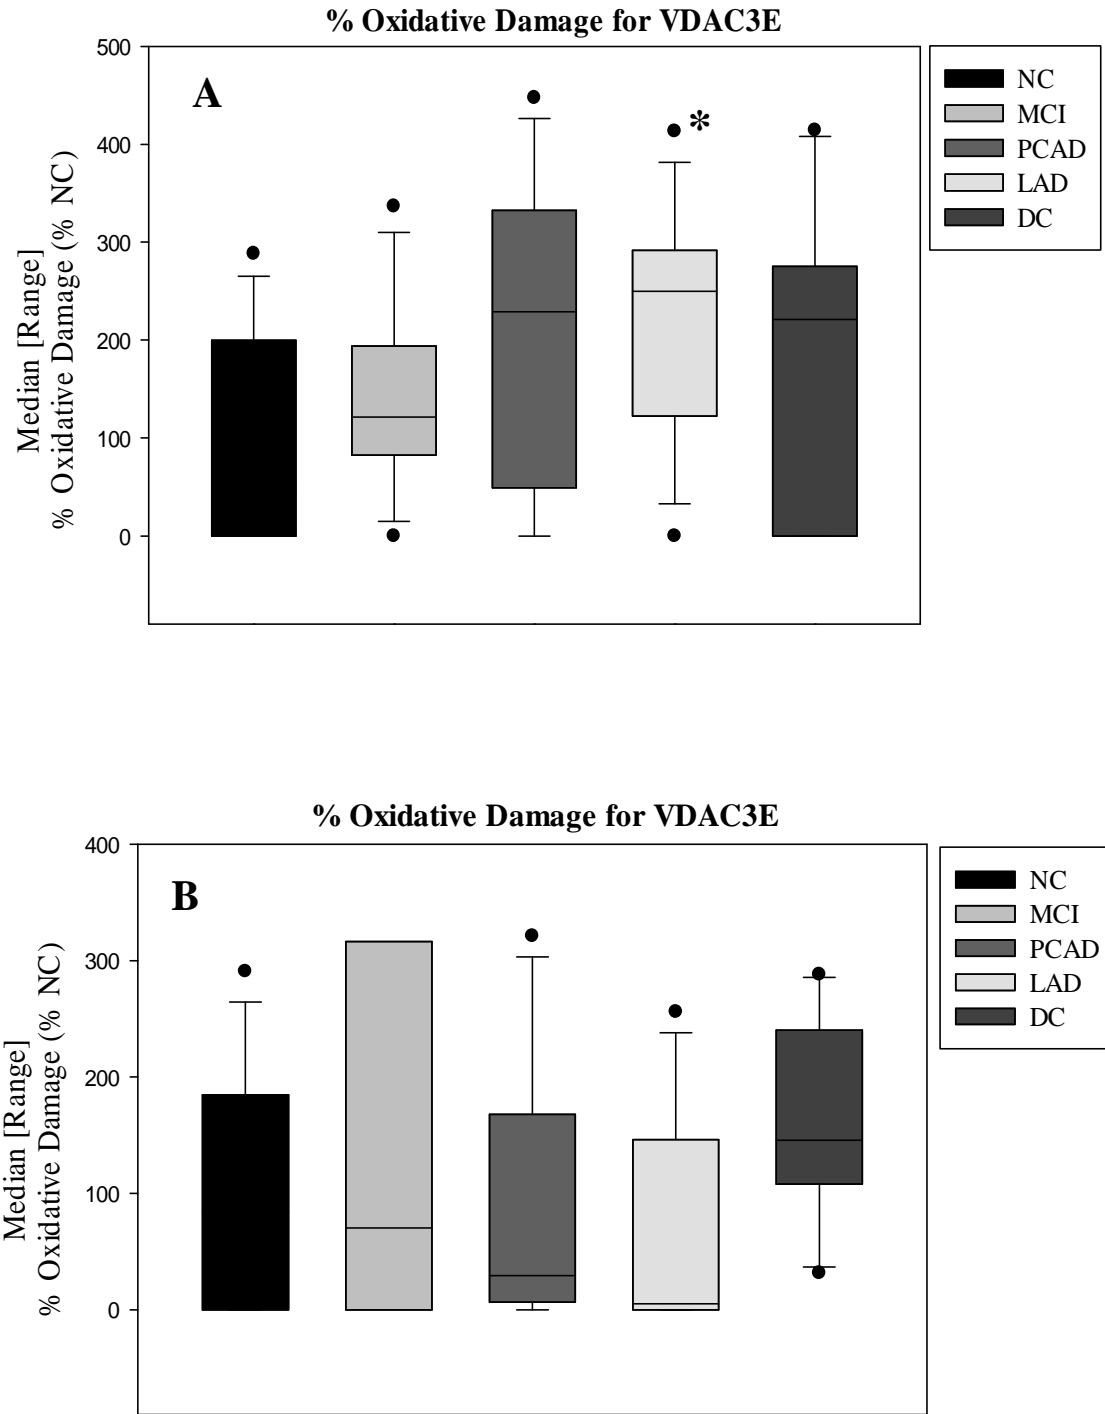 % Oxidative Damage for VDAC3E
500
400
300
200
100
0
Median [Range]
% Oxidative Damage (% NC)
A
*
NC
MCI
PCAD
LAD
DC
% Oxidative Damage for VDAC3E
400
300
200
100
0
Median [Range]
% Oxidative Damage (% NC)
B
NC
MCI
PCAD
LAD
DC